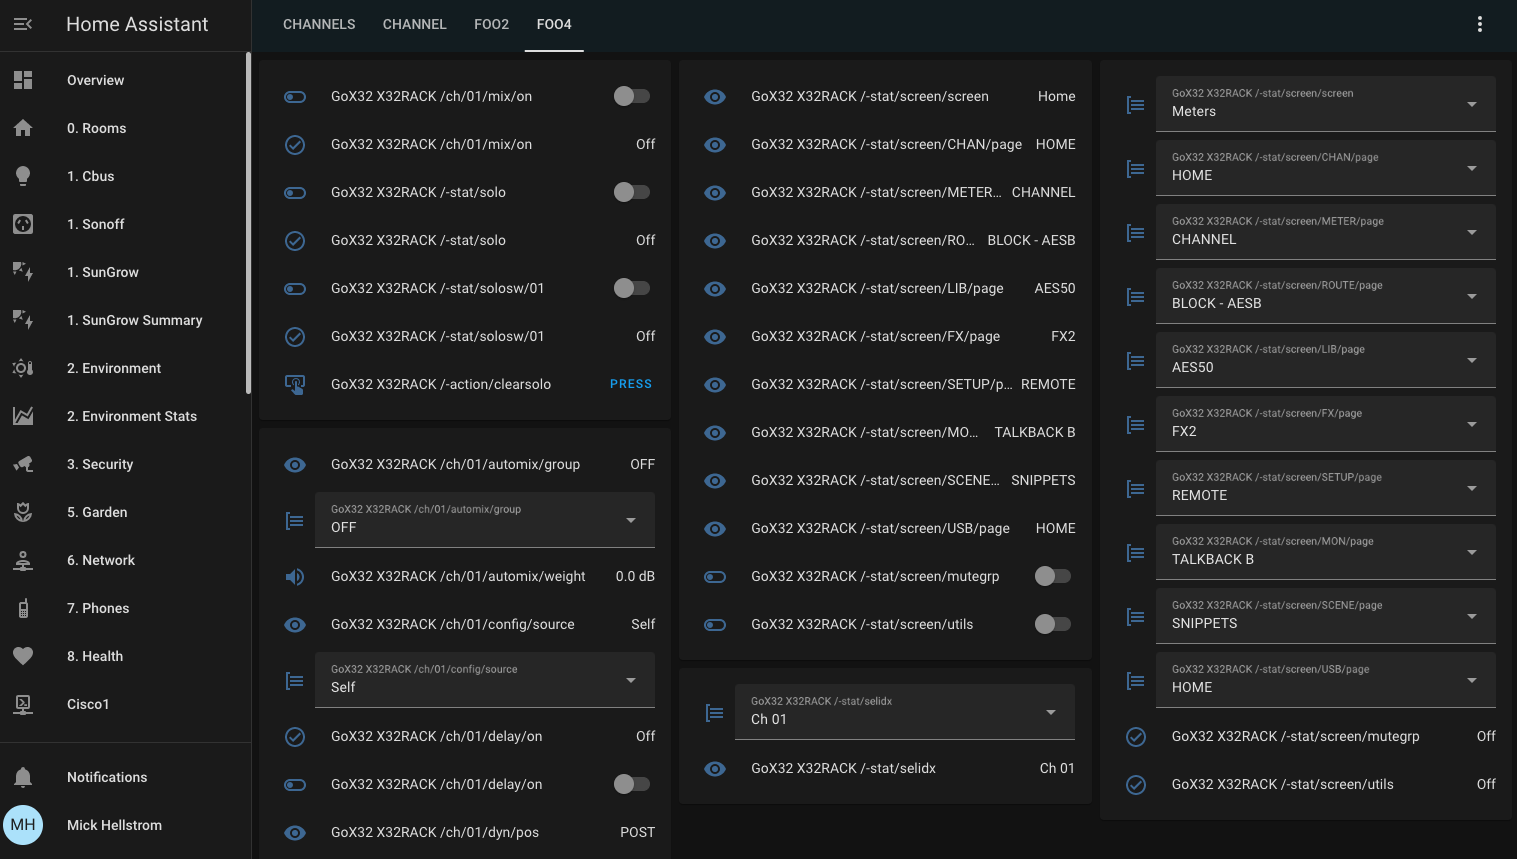 Home Assistant
CHANNELS
CHANNEL
FOO2
FOO4
Overview
0. Rooms
1. Cbus
1. Sonoff
1. SunGrow
1. SunGrow Summary
2. Environment
2. Environment Stats
3. Security
5. Garden
6. Network
7. Phones
8. Health
Cisco1
Notifications
MH Mick Hellstrom
GoX32 X32RACK /ch/01/mix/on
GoX32 X32RACK /ch/01/mix/on Off
GoX32 X32RACK /-stat/solo
GoX32 X32RACK /-stat/solo Off
GoX32 X32RACK /-stat/solosw/01
GoX32 X32RACK /-stat/solosw/01 Off
GoX32 X32RACK /-action/clearsolo PRESS
GoX32 X32RACK /ch/01/automix/group OFF
GoX32 X32RACK /ch/01/automix/group
OFF
GoX32 X32RACK /ch/01/automix/weight 0.0 dB
GoX32 X32RACK /ch/01/config/source Self
GoX32 X32RACK /ch/01/config/source
Self
GoX32 X32RACK /ch/01/delay/on Off
GoX32 X32RACK /ch/01/delay/on
GoX32 X32RACK /ch/01/dyn/pos POST
GoX32 X32RACK /-stat/screen/screen Home
GoX32 X32RACK /-stat/screen/CHAN/page HOME
GoX32 X32RACK /-stat/screen/METER... CHANNEL
GoX32 X32RACK /-stat/screen/RO... BLOCK - AESB
GoX32 X32RACK /-stat/screen/LIB/page AES50
GoX32 X32RACK /-stat/screen/FX/page FX2
GoX32 X32RACK /-stat/screen/SETUP/p... REMOTE
GoX32 X32RACK /-stat/screen/MO... TALKBACK B
GoX32 X32RACK /-stat/screen/SCENE... SNIPPETS
GoX32 X32RACK /-stat/screen/USB/page HOME
GoX32 X32RACK /-stat/screen/mutegrp
GoX32 X32RACK /-stat/screen/utils
GoX32 X32RACK /-stat/selidx
Ch 01
GoX32 X32RACK /-stat/selidx Ch 01
GoX32 X32RACK /-stat/screen/screen
Meters
GoX32 X32RACK /-stat/screen/CHAN/page
HOME
GoX32 X32RACK /-stat/screen/METER/page
CHANNEL
GoX32 X32RACK /-stat/screen/ROUTE/page
BLOCK - AESB
GoX32 X32RACK /-stat/screen/LIB/page
AES50
GoX32 X32RACK /-stat/screen/FX/page
FX2
GoX32 X32RACK /-stat/screen/SETUP/page
REMOTE
GoX32 X32RACK /-stat/screen/MON/page
TALKBACK B
GoX32 X32RACK /-stat/screen/SCENE/page
SNIPPETS
GoX32 X32RACK /-stat/screen/USB/page
HOME
GoX32 X32RACK /-stat/screen/mutegrp Off
GoX32 X32RACK /-stat/screen/utils Off